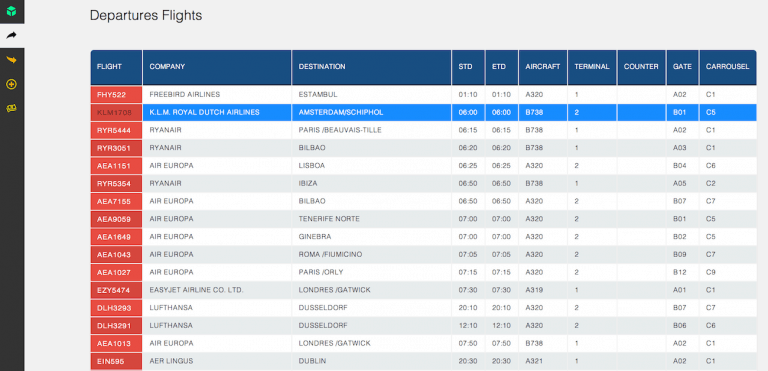 Departures Flights
FLIGHT COMPANY DESTINATION STD ETD AIRCRAFT TERMINAL COUNTER GATE CARROUSEL
FHY522 FREEBIRD AIRLINES ESTAMBUL 01:10 01:10 A320 1 A02 C1
KLM1708 K.L.M. ROYAL DUTCH AIRLINES AMSTERDAM/SCHIPHOL 06:00 06:00 B738 2 B01 C5
RYR5444 RYANAIR PARIS /BEAUVAIS-TILLE 06:15 06:15 B738 1 A02 C1
RYR3051 RYANAIR BILBAO 06:20 06:20 B738 1 A03 C1
AEA1151 AIR EUROPA LISBOA 06:25 06:25 A320 2 B04 C6
RYR5354 RYANAIR IBIZA 06:50 06:50 B738 1 A05 C2
AEA7155 AIR EUROPA BILBAO 06:50 06:50 A320 2 B07 C7
AEA9059 AIR EUROPA TENERIFE NORTE 07:00 07:00 A320 2 B01 C5
AEA1649 AIR EUROPA GINEBRA 07:00 07:00 A320 2 B02 C5
AEA1043 AIR EUROPA ROMA /FIUMICINO 07:05 07:05 A320 2 B09 C7
AEA1027 AIR EUROPA PARIS /ORLY 07:15 07:15 A320 2 B12 C9
EZY5474 EASYJET AIRLINE CO. LTD. LONDRES /GATWICK 07:30 07:30 A319 1 A01 C1
DLH3293 LUFTHANSA DUSSELDORF 20:10 20:10 A320 2 B07 C7
DLH3291 LUFTHANSA DUSSELDORF 12:10 12:10 A320 2 B06 C6
AEA1013 AIR EUROPA LONDRES /GATWICK 07:50 07:50 B738 1 A02 C1
EIN595 AER LINGUS DUBLIN 20:30 20:30 A321 1 A02 C1